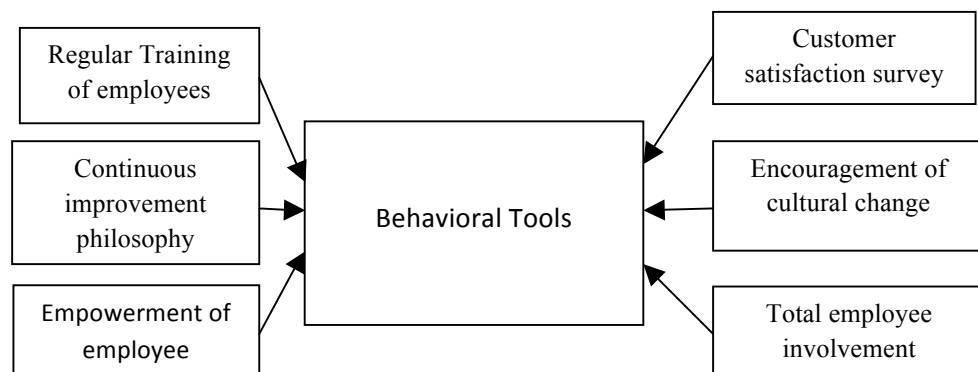 Regular Training
of employees
Continuous
improvement
philosophy
Empowerment of
employee
Behavioral Tools
Customer
satisfaction survey
Encouragement of
cultural change
Total employee
involvement